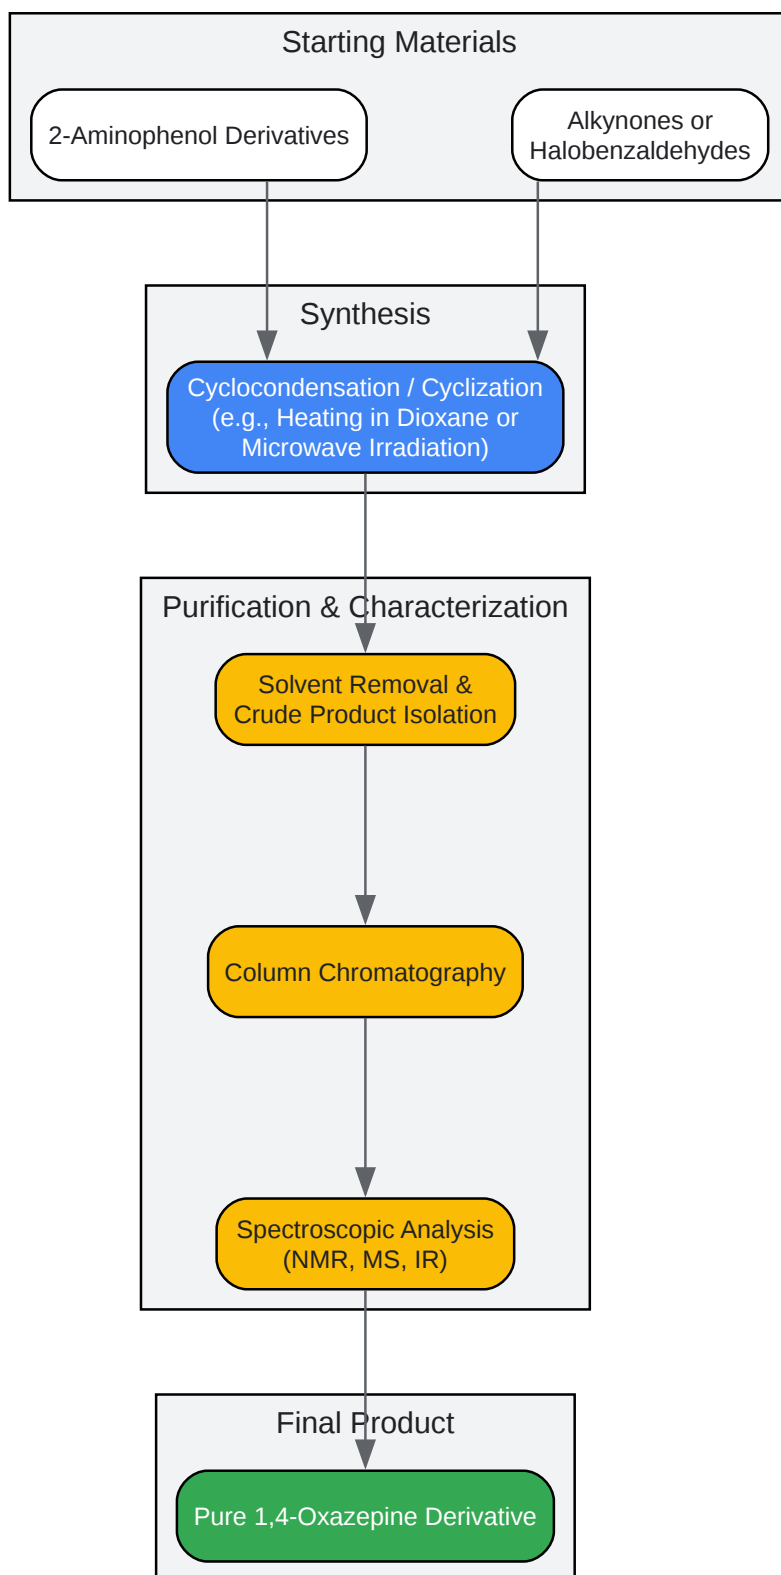 Starting Materials
2-Aminophenol Derivatives
Alkynones or
Halobenzaldehydes
Synthesis
Cyclocondensation / Cyclization
(e.g., Heating in Dioxane or
Microwave Irradiation)
Purification & Characterization
Solvent Removal &
Crude Product Isolation
Column Chromatography
Spectroscopic Analysis
(NMR, MS, IR)
Final Product
Pure 1,4-Oxazepine Derivative